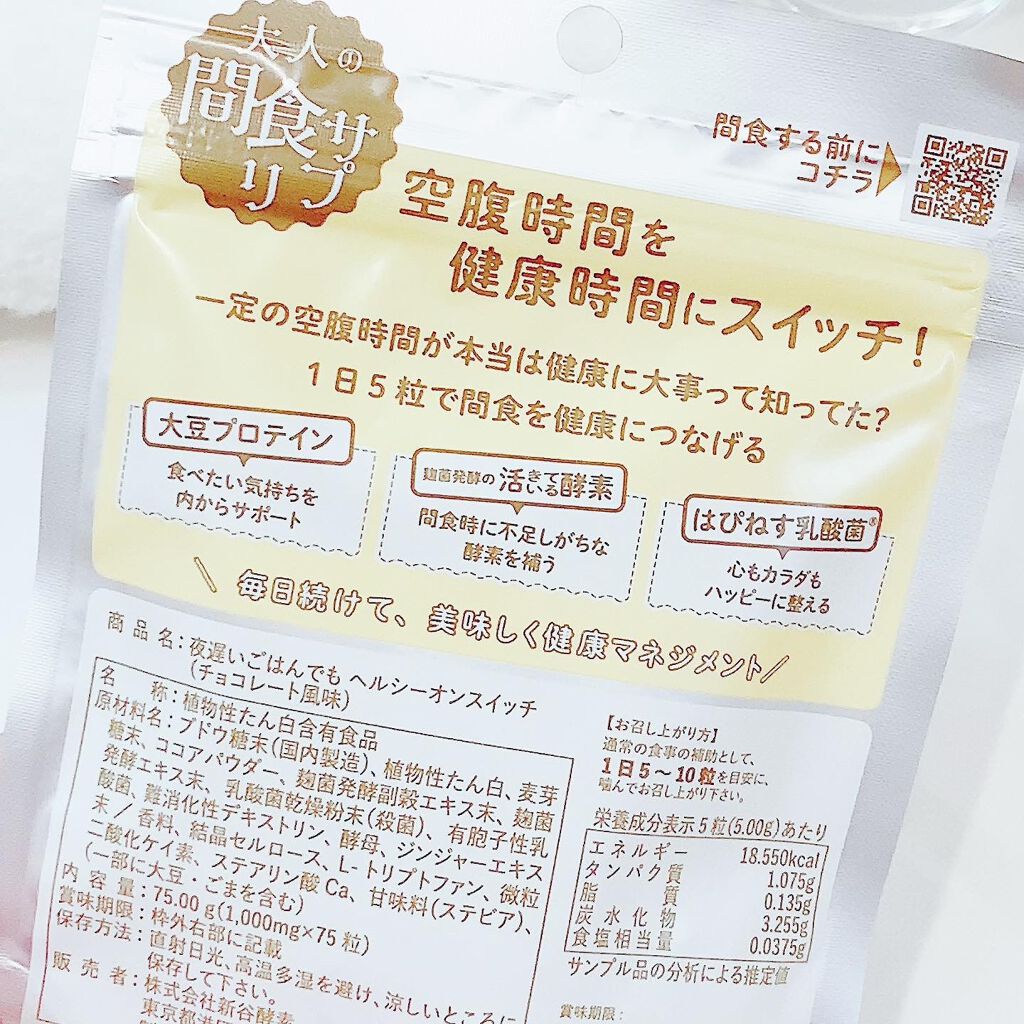 大人の
間食サ
リプ
間食する前に
コチラ
空腹時間を
健康時間にスイッチ!
一定の空腹時間が本当は健康に大事って知ってた?
1日5粒で間食を健康につなげる
大豆プロテイン
食べたい気持ちを
内からサポート
麹菌発酵の活きている酵素
間食時に不足しがちな
酵素を補う
はぴねす乳酸菌®
心もカラダも
ハッピーに整える
毎日続けて、美味しく健康マネジメント
商品名:夜遅いごはんでも ヘルシーオンスイッチ
(チョコレート風味)
名 称:植物性たん白含有食品
原材料名:ブドウ糖末(国内製造)、植物性たん白、麦芽
糖末、ココアパウダー、麹菌発酵副穀エキス末、麹菌
発酵エキス末、乳酸菌乾燥粉末(殺菌)、有胞子性乳
酸菌、難消化性デキストリン、酵母、ジンジャーエキス
末/香料、結晶セルロース、L-トリプトファン、微粒
二酸化ケイ素、ステアリン酸Ca、甘味料(ステビア)、
(一部に大豆・ごまを含む)
内容量:75.00g(1,000mg×75粒)
賞味期限:枠外右部に記載
保存方法:直射日光、高温多湿を避け、涼しいところに
保存して下さい。
販売者:株式会社新谷酵素
東京都港
【お召し上がり方】
通常の食事の補助として、
1日5~10粒を目安に、
噛んでお召し上がり下さい。
栄養成分表示5粒(5.00g)あたり
エネルギー 18.550kcal
タンパク質 1.075g
脂質 0.135g
炭水化物 3.255g
食塩相当量 0.0375g
サンプル品の分析による推定値
賞味期限: